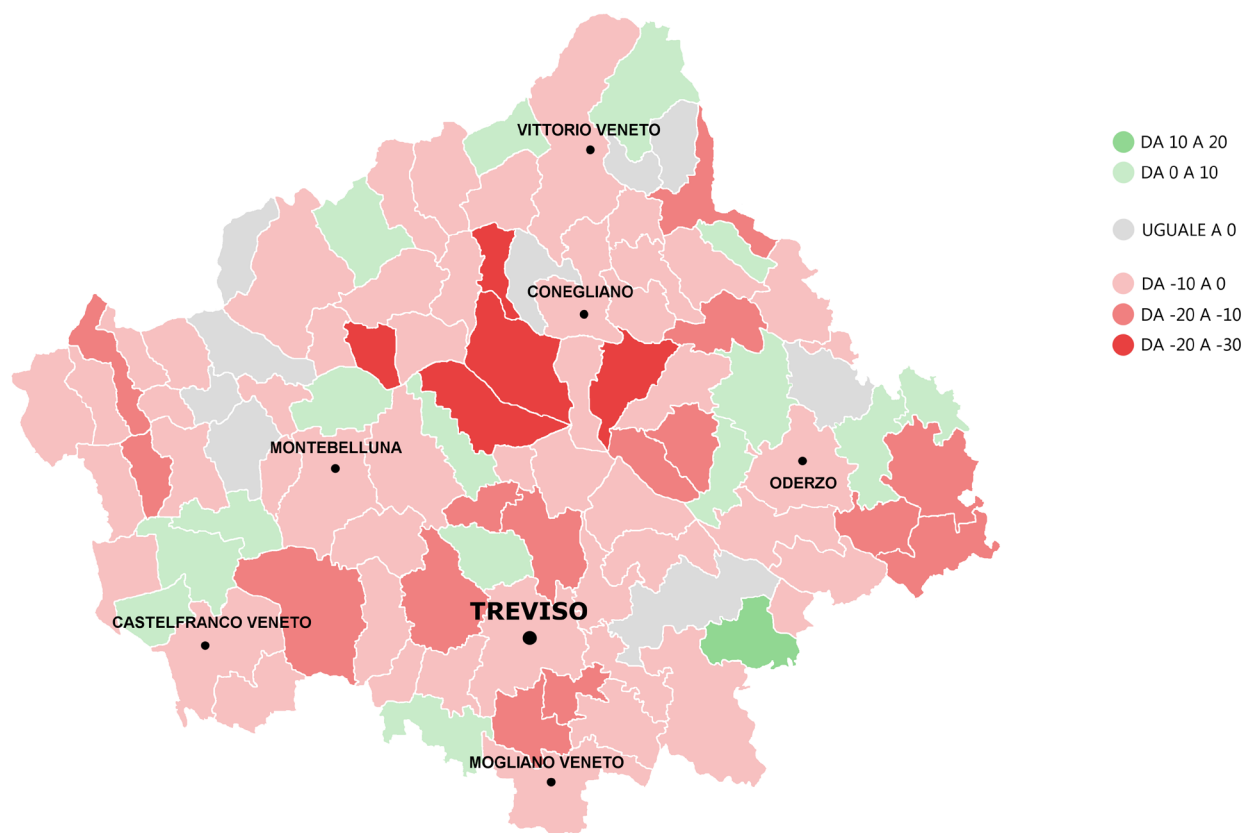 VITTORIO VENETO
CONEGLIANO
MONTEBELLUNA
ODERZO
TREVISO
CASTELFRANCO VENETO
MOGLIANO VENETO
DA 10 A 20
DA 0 A 10
UGUALE A 0
DA -10 A 0
DA -20 A -10
DA -20 A -30